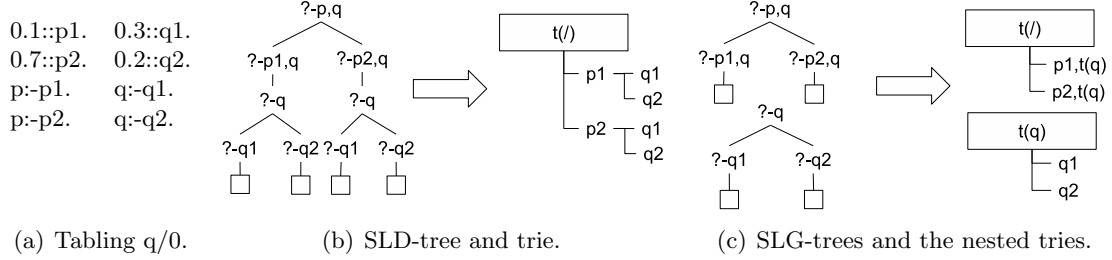 0.1::p1. 0.3::q1.
0.7::p2. 0.2::q2.
p:-p1. q:-q1.
p:-p2. q:-q2.
(a) Tabling q/0.
?-p,q
?-p1,q ?-p2,q
?-q ?-q
?-q1 ?-q2 ?-q1 ?-q2
t(/)
p1 q1
q2
p2 q1
q2
(b) SLD-tree and trie.
?-p,q
?-p1,q ?-p2,q
?-q
?-q1 ?-q2
t(/)
p1,t(q)
p2,t(q)
t(q)
q1
q2
(c) SLG-trees and the nested tries.